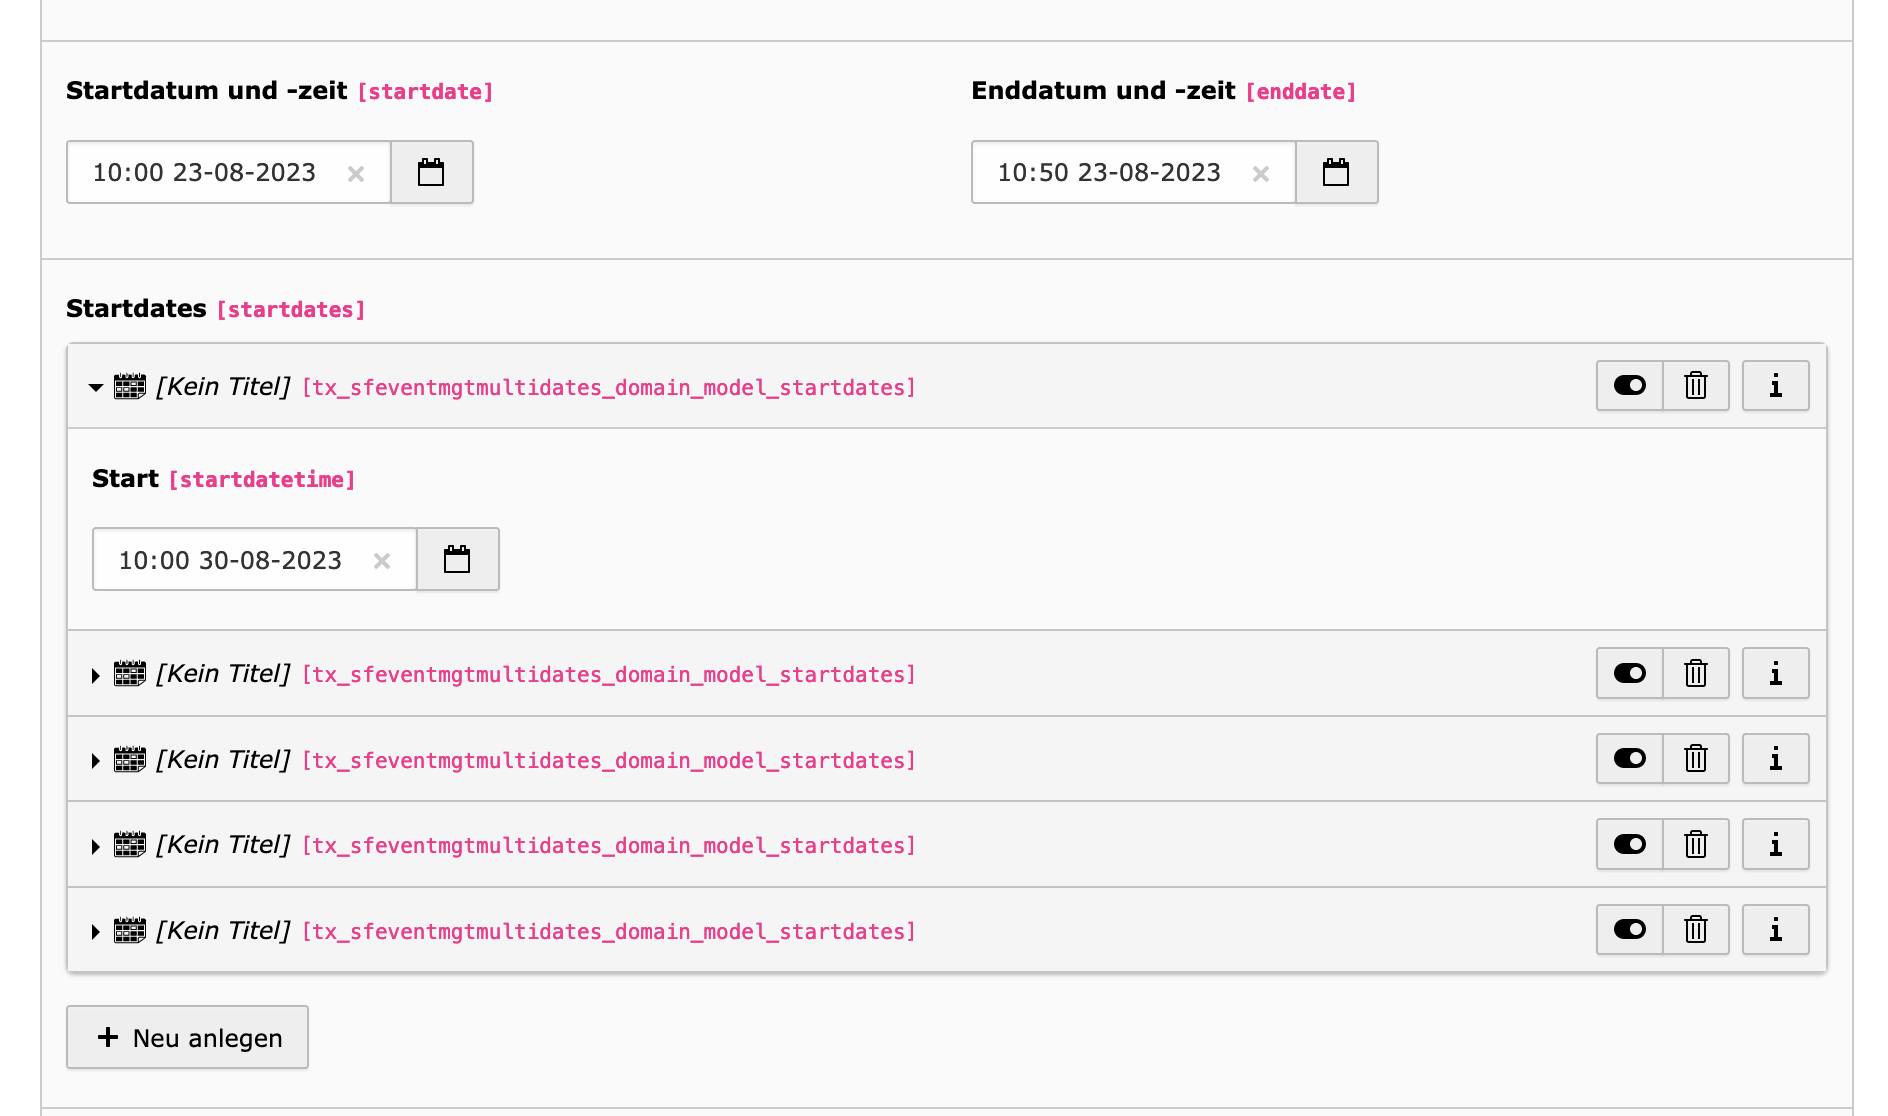 Startdatum und -zeit [startdate]
Enddatum und -zeit [enddate]
10:00 23-08-2023
10:50 23-08-2023
Startdates [startdates]
[Kein Titel] [tx_sfeventmgtmultidates_domain_model_startdates]
Start [startdatetime]
10:00 30-08-2023
[Kein Titel] [tx_sfeventmgtmultidates_domain_model_startdates]
[Kein Titel] [tx_sfeventmgtmultidates_domain_model_startdates]
[Kein Titel] [tx_sfeventmgtmultidates_domain_model_startdates]
[Kein Titel] [tx_sfeventmgtmultidates_domain_model_startdates]
+ Neu anlegen